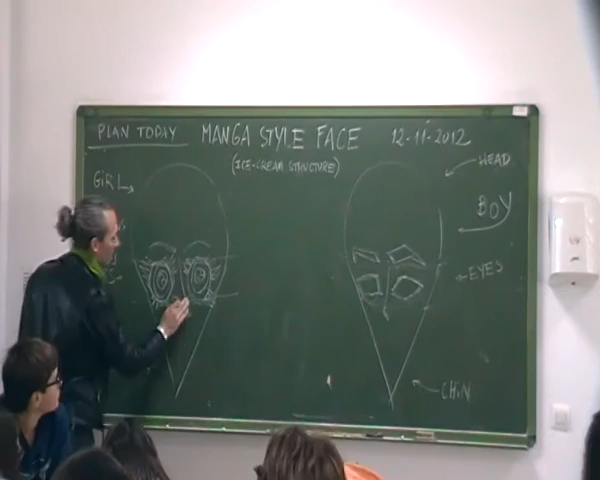 PLAN TODAY
MANGA STYLE FACE
12-11-2012
(ICE-CREAM STRUCTURE)
HEAD
GIRL
BOY
EYES
CHIN